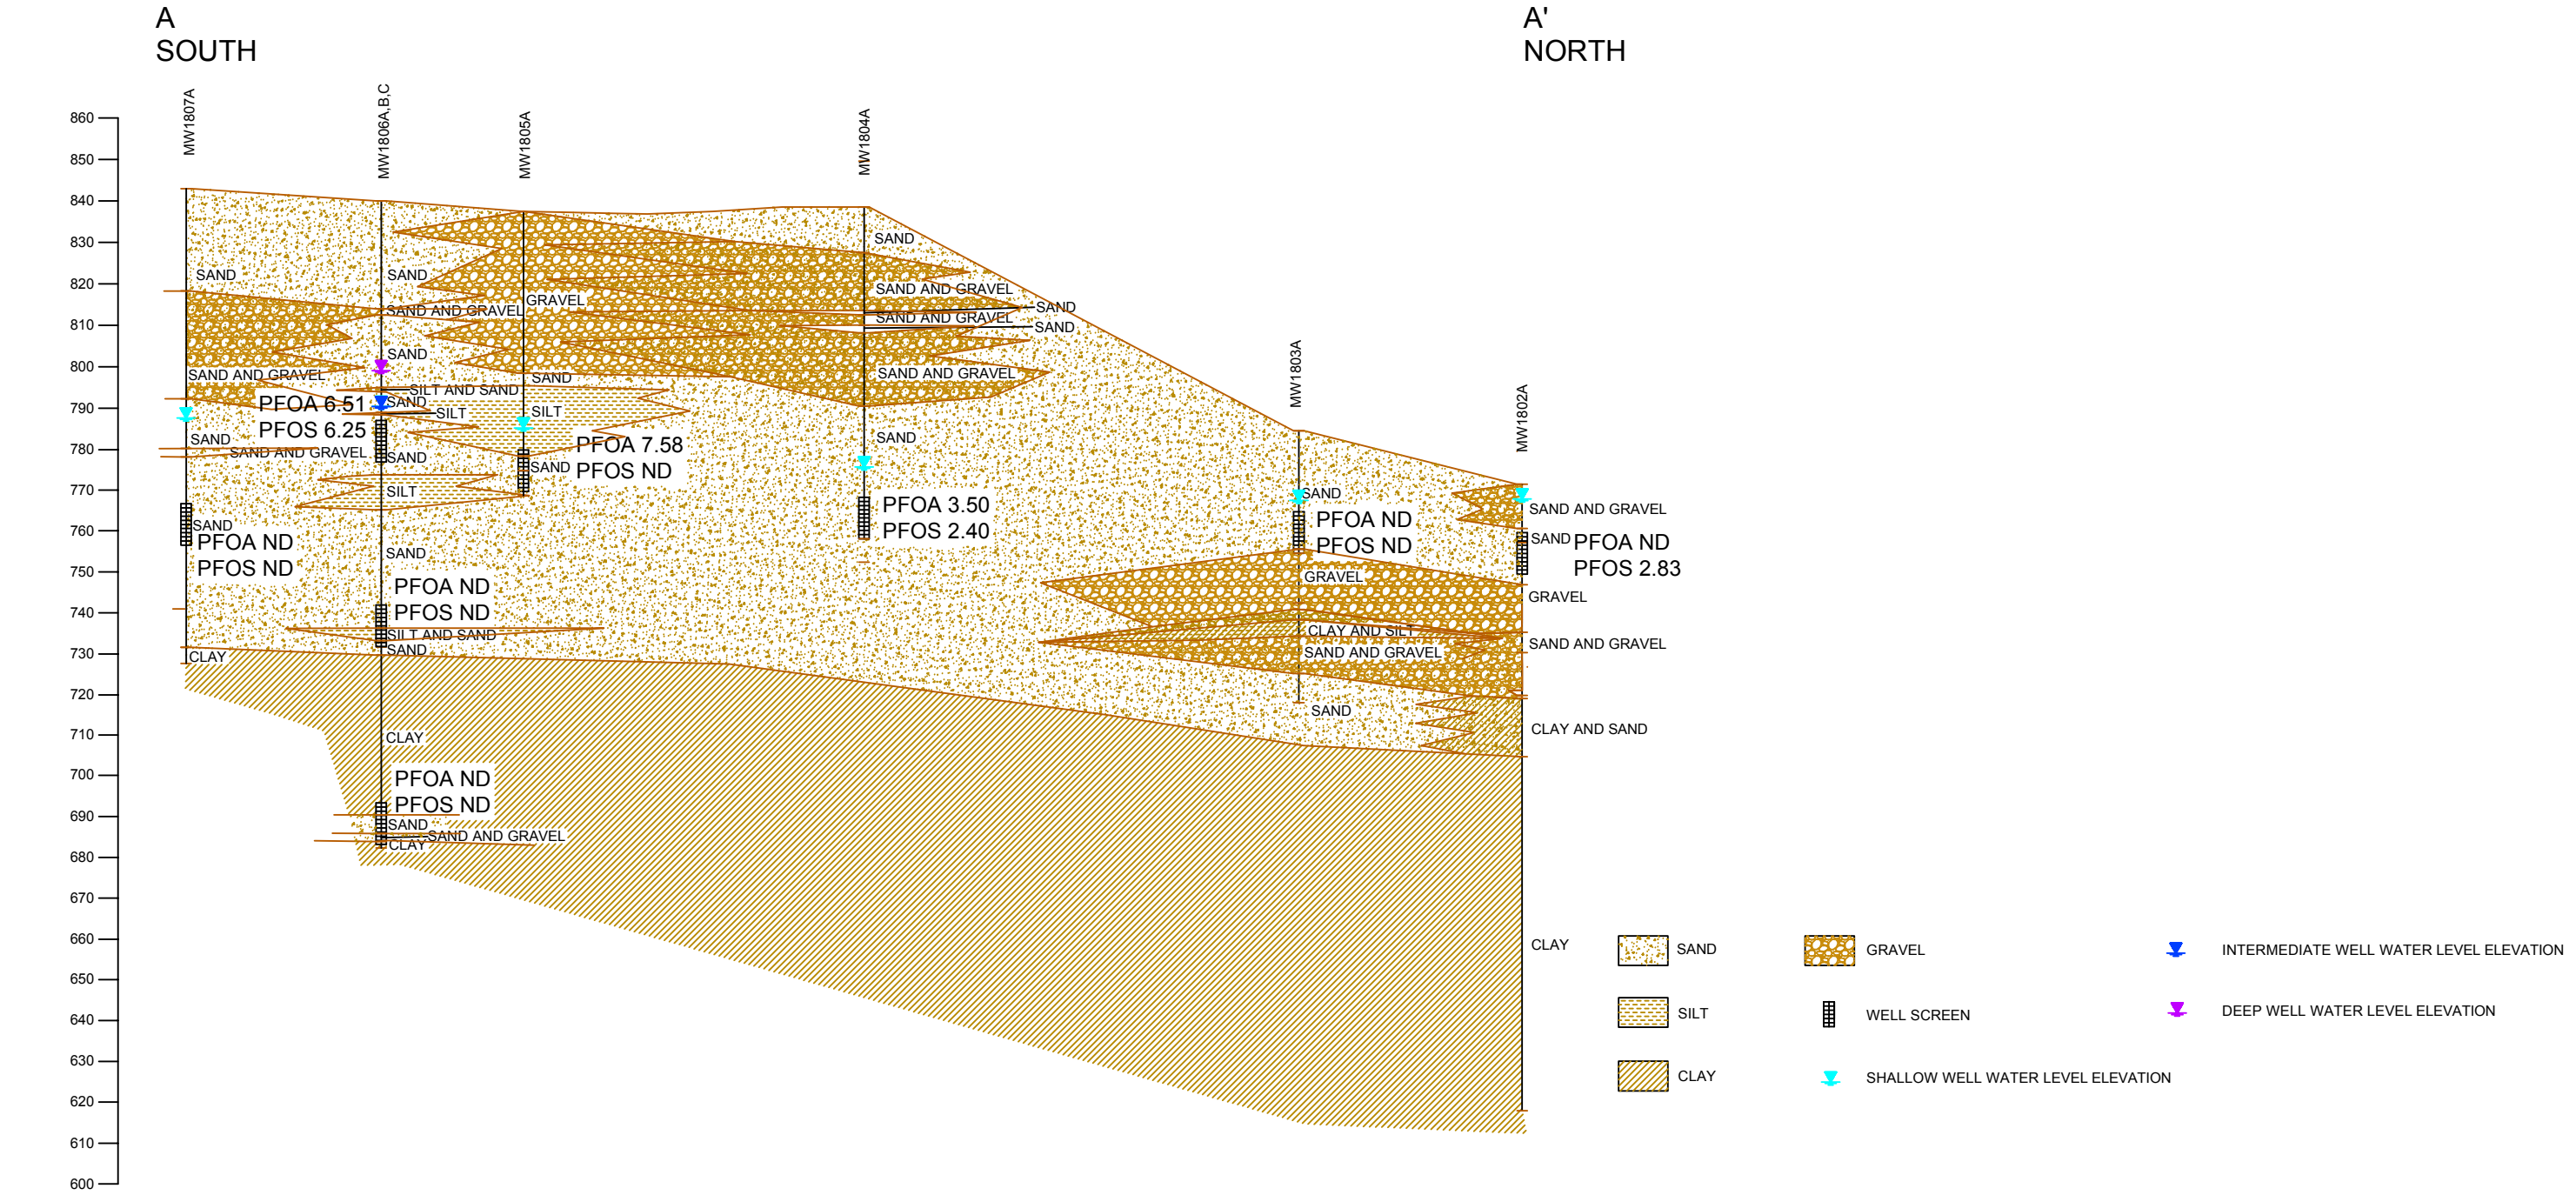 A
SOUTH
A'
NORTH
MW1807A
MW1806A,B,C
MW1805A
MW1804A
MW1803A
MW1802A
860
850
840
830
820
810
800
790
780
770
760
750
740
730
720
710
700
690
680
670
660
650
640
630
620
610
600
SAND
SAND AND GRAVEL
SAND
SAND AND GRAVEL
SAND
PFOA ND
PFOS ND
CLAY
SAND
SAND AND GRAVEL
SAND
SILT AND SAND
SAND
SILT
PFOA 6.51
PFOS 6.25
SAND
SILT
SAND
PFOA ND
PFOS ND
SILT AND SAND
SAND
CLAY
PFOA ND
PFOS ND
SAND
SAND AND GRAVEL
CLAY
GRAVEL
SAND
SILT
PFOA 7.58
PFOS ND
SAND
SAND
SAND AND GRAVEL
SAND
SAND AND GRAVEL
SAND
SAND AND GRAVEL
SAND
PFOA 3.50
PFOS 2.40
SAND
PFOA ND
PFOS ND
GRAVEL
CLAY AND SILT
SAND AND GRAVEL
SAND
SAND AND GRAVEL
SAND
PFOA ND
PFOS 2.83
GRAVEL
SAND AND GRAVEL
CLAY AND SAND
CLAY
SAND
GRAVEL
INTERMEDIATE WELL WATER LEVEL ELEVATION
SILT
WELL SCREEN
DEEP WELL WATER LEVEL ELEVATION
CLAY
SHALLOW WELL WATER LEVEL ELEVATION